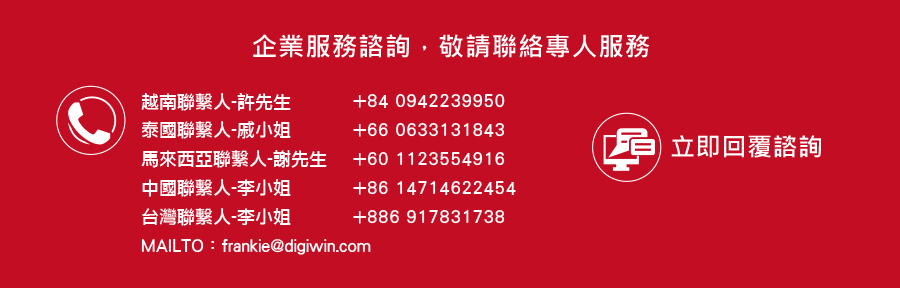 企業服務諮詢，敬請聯絡專人服務
越南聯繫人-許先生 +84 0942239950
泰國聯繫人-戚小姐 +66 0633131843
馬來西亞聯繫人-謝先生 +60 1123554916
中國聯繫人-李小姐 +86 14714622454
台灣聯繫人-李小姐 +886 917831738
MAILTO：frankie@digiwin.com
立即回覆諮詢